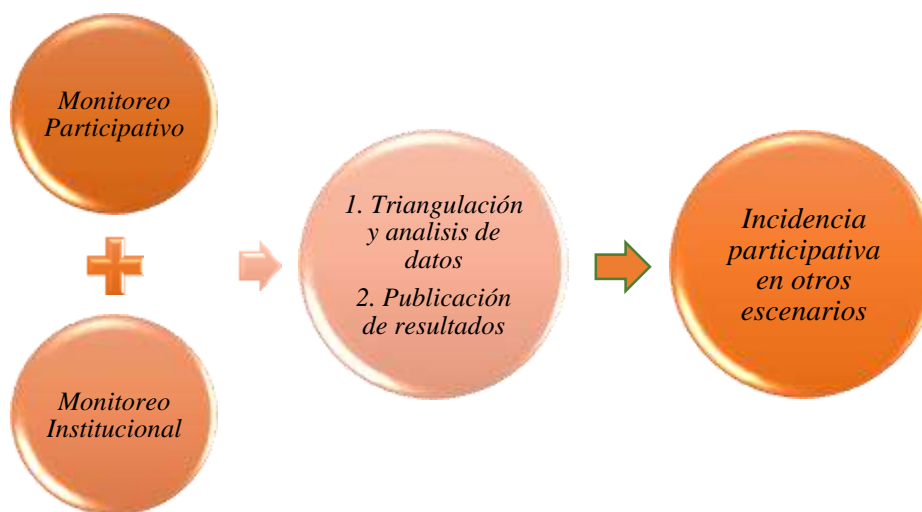 Monitoreo
Participativo
Monitoreo
Institucional
1. Triangulación
y analisis de
datos
2. Publicación
de resultados
Incidencia
participativa
en otros
escenarios